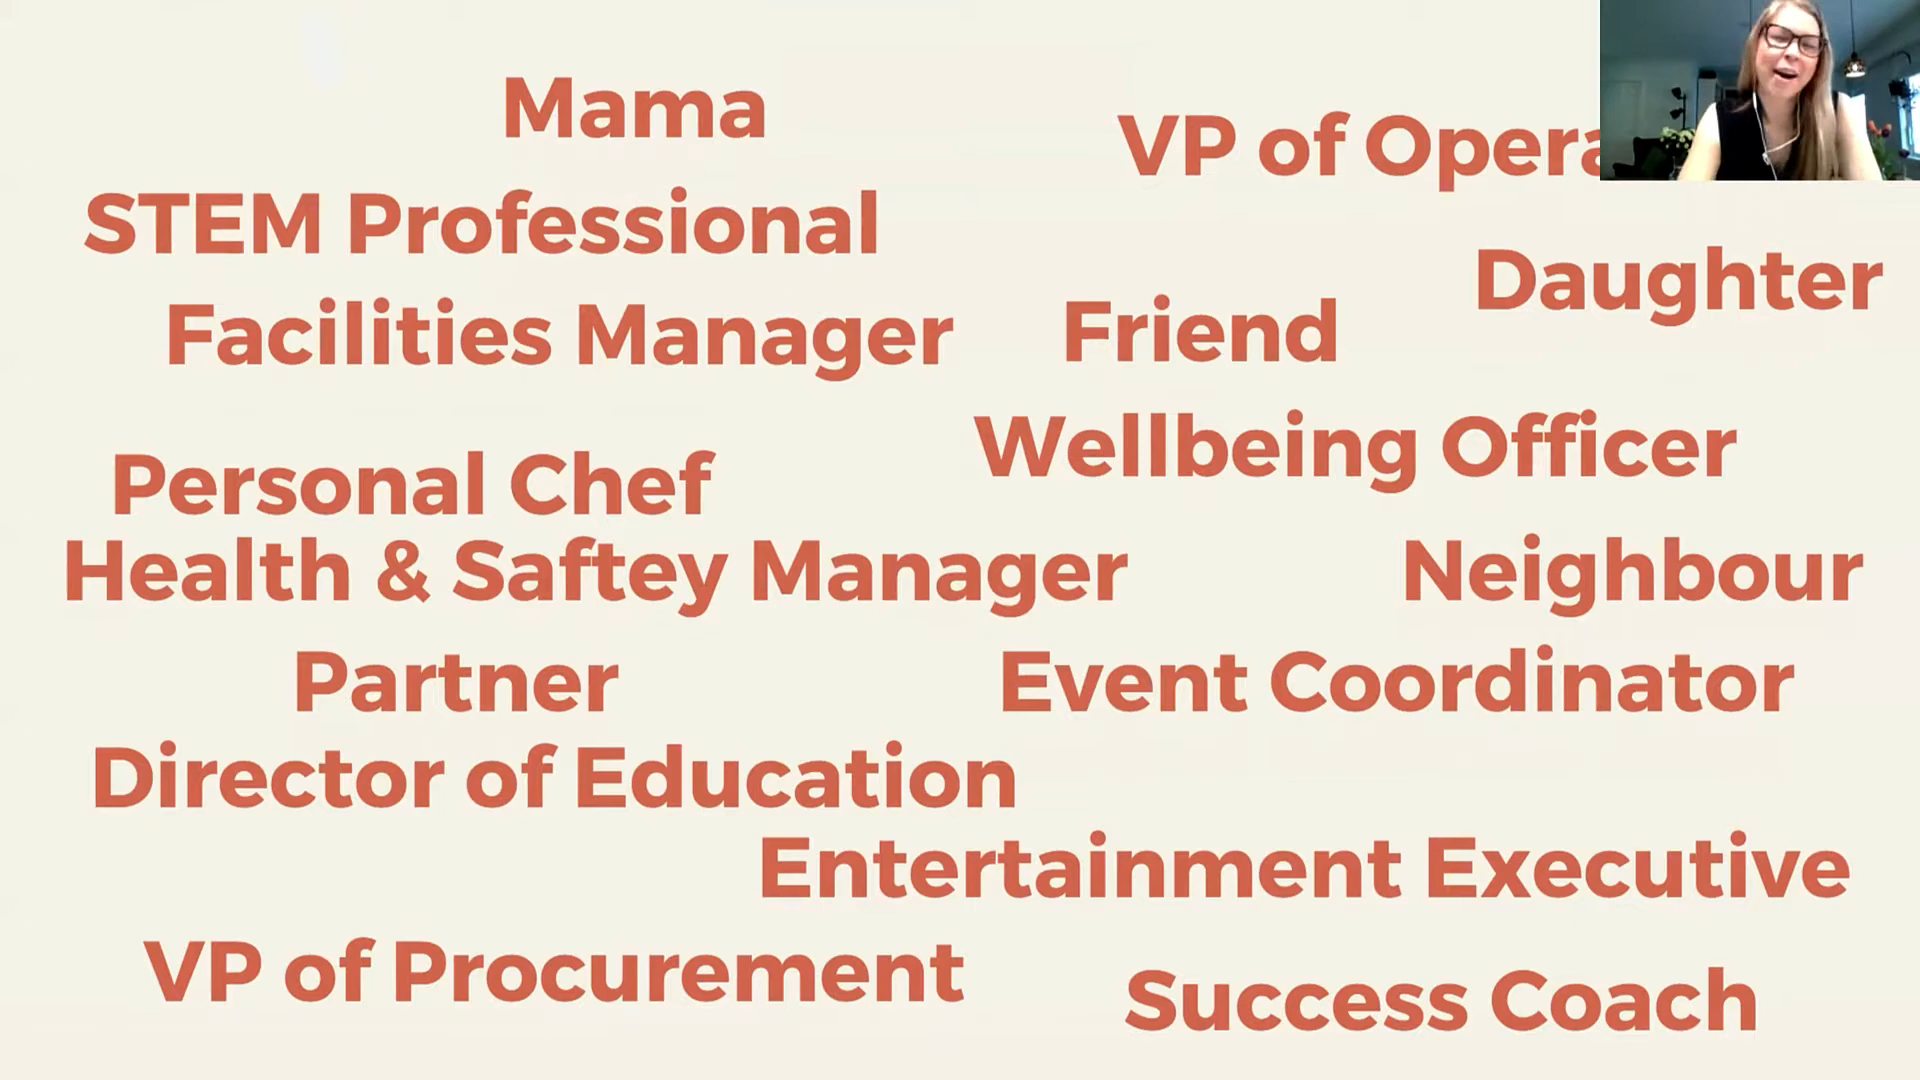 Mama
VP of Opera
STEM Professional
Daughter
Facilities Manager
Friend
Wellbeing Officer
Personal Chef
Health & Saftey Manager
Neighbour
Partner
Event Coordinator
Director of Education
Entertainment Executive
VP of Procurement
Success Coach